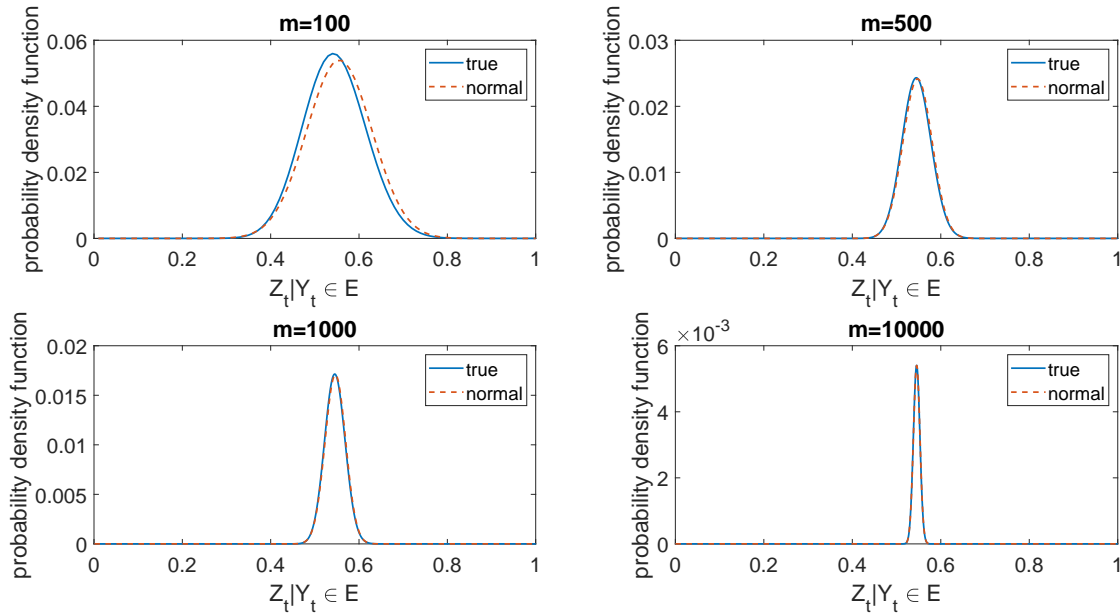 m=100
probability density function
0.06
0.04
0.02
0
0 0.2 0.4 0.6 0.8 1
Z_t|Y_t ∈ E
true
normal
m=500
probability density function
0.03
0.02
0.01
0
0 0.2 0.4 0.6 0.8 1
Z_t|Y_t ∈ E
true
normal
m=1000
probability density function
0.02
0.015
0.01
0.005
0
0 0.2 0.4 0.6 0.8 1
Z_t|Y_t ∈ E
true
normal
m=10000
×10^-3
probability density function
6
4
2
0
0 0.2 0.4 0.6 0.8 1
Z_t|Y_t ∈ E
true
normal